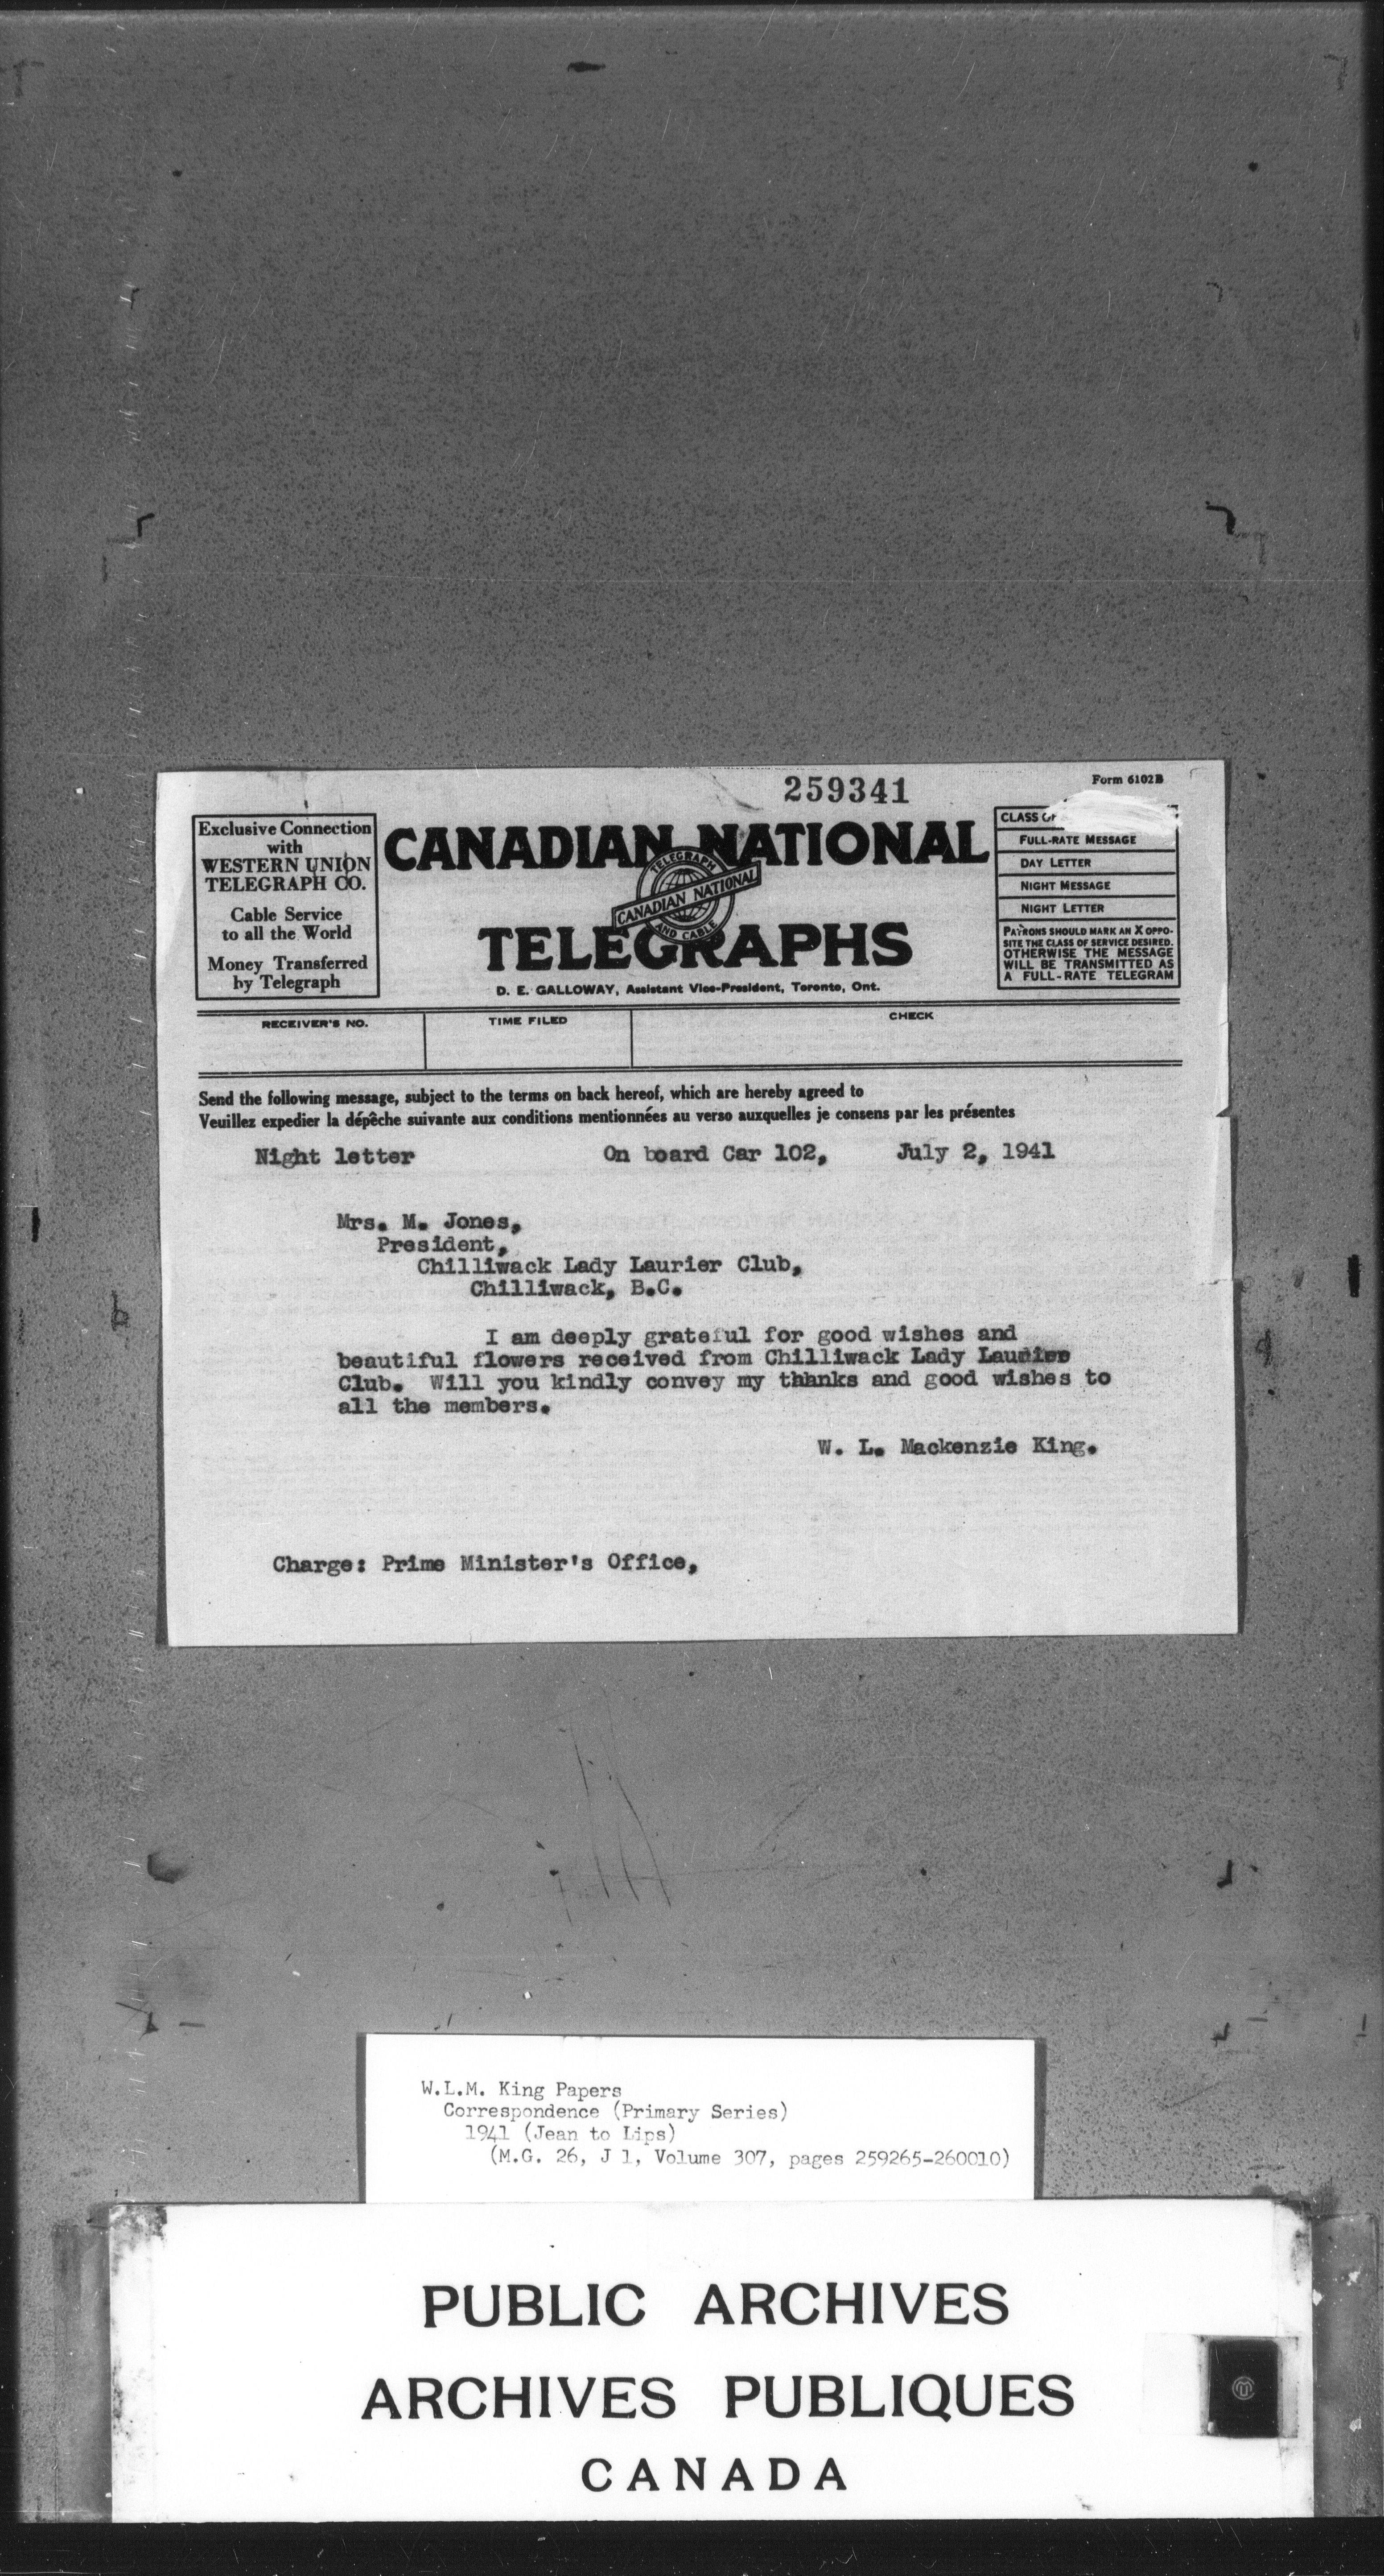 259341
Form 6102B
Exclusive Connection
with
WESTERN UNION
TELEGRAPH CO.
Cable Service
to all the World
Money Transferred
by Telegraph
CANADIAN NATIONAL
TELEGRAPH
CANADIAN NATIONAL
AND CABLE
TELEGRAPHS
D. E. GALLOWAY, Assistant Vice-President, Toronto, Ont.
CLASS OF
FULL-RATE MESSAGE
DAY LETTER
NIGHT MESSAGE
NIGHT LETTER
PATRONS SHOULD MARK AN X OPPO-
SITE THE CLASS OF SERVICE DESIRED.
OTHERWISE THE MESSAGE
WILL BE TRANSMITTED AS
A FULL-RATE TELEGRAM
RECEIVER'S NO. TIME FILED CHECK
Send the following message, subject to the terms on back hereof, which are hereby agreed to
Veuillez expedier la dépêche suivante aux conditions mentionnées au verso auxquelles je consens par les présentes
Night letter On board Car 102, July 2, 1941
Mrs. M. Jones,
President,
Chilliwack Lady Laurier Club,
Chilliwack, B.C.
I am deeply grateful for good wishes and
beautiful flowers received from Chilliwack Lady Laurier
Club. Will you kindly convey my thanks and good wishes to
all the members.
W. L. Mackenzie King.
Charge: Prime Minister's Office,
W.L.M. King Papers
Correspondence (Primary Series)
1941 (Jean to Lips)
(M.G. 26, J 1, Volume 307, pages 259265-260010)
PUBLIC ARCHIVES
ARCHIVES PUBLIQUES
CANADA